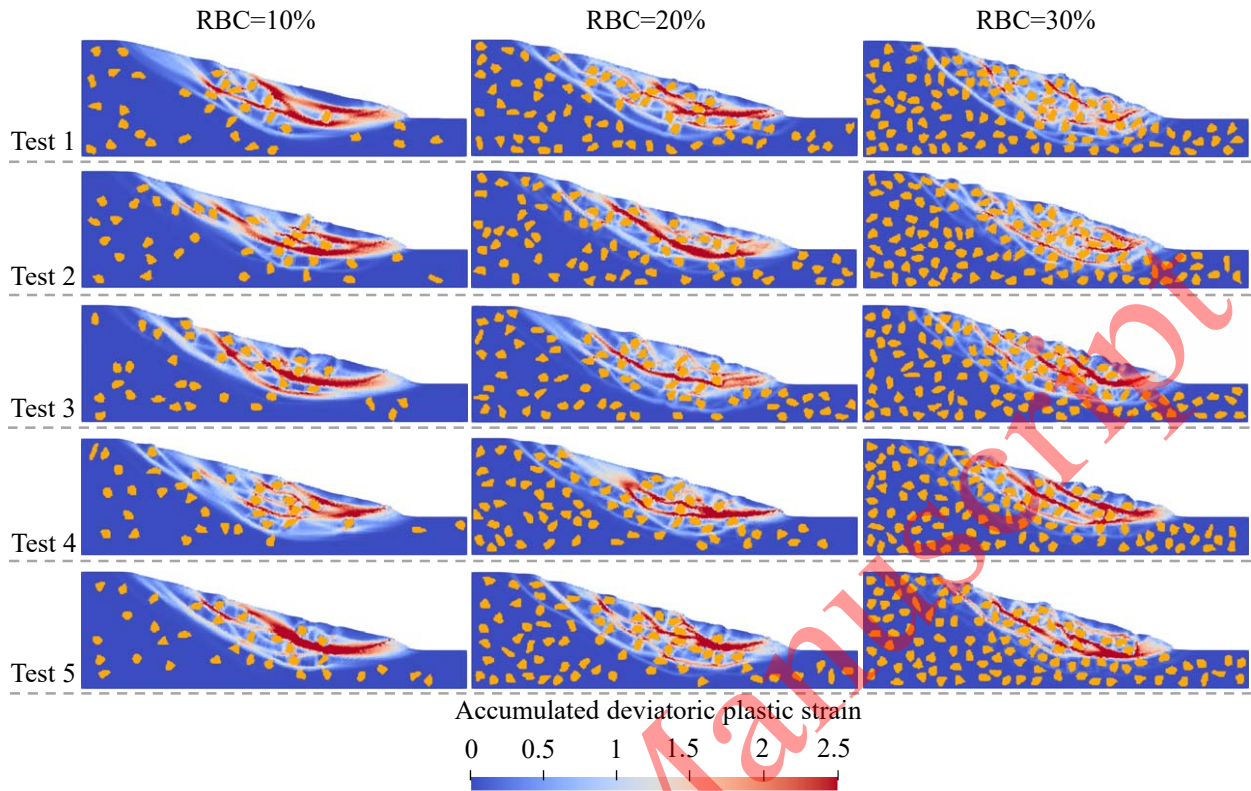 RBC=10% RBC=20% RBC=30%
Test 1
Test 2
Test 3
Test 4
Test 5
Accumulated deviatoric plastic strain
0 0.5 1 1.5 2 2.5
Manuscript